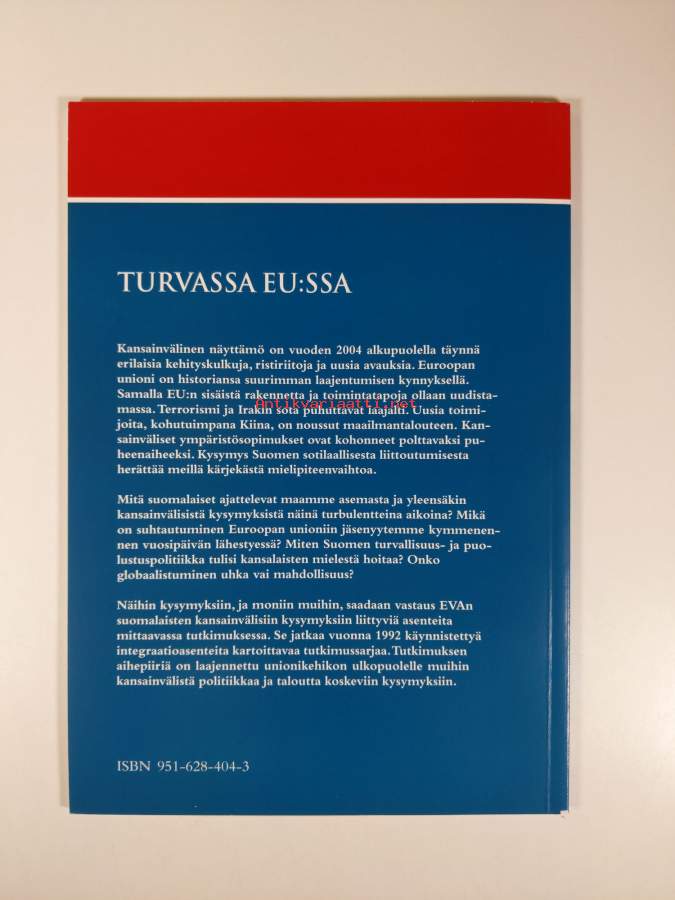 TURVASSA EU:SSA
Kansainvälinen näyttämö on vuoden 2004 alkupuolella täynnä
erilaisia kehityskulkuja, ristiriitoja ja uusia avauksia. Euroopan
unioni on historiansa suurimman laajentumisen kynnyksellä.
Samalla EU:n sisäistä rakennetta ja toimintatapoja ollaan uudista-
massa. Terrorismi ja Irakin sota puhuttavat laajalti. Uusia toimi-
Antikvariaatti.net
joita, kohutuimpana Kiina, on noussut maailmantalouteen. Kan-
sainväliset ympäristösopimukset ovat kohonneet polttavaksi pu-
heenaiheeksi. Kysymys Suomen sotilaallisesta liittoutumisesta
herättää meillä kärjekästä mielipiteenvaihtoa.
Mitä suomalaiset ajattelevat maamme asemasta ja yleensäkin
kansainvälisistä kysymyksistä näinä turbulentteina aikoina? Mikä
on suhtautuminen Euroopan unioniin jäsenyytemme kymmenen-
nen vuosipäivän lähestyessä? Miten Suomen turvallisuus- ja puo-
lustuspolitiikka tulisi kansalaisten mielestä hoitaa? Onko
globaalistuminen uhka vai mahdollisuus?
Näihin kysymyksiin, ja moniin muihin, saadaan vastaus EVAn
suomalaisten kansainvälisiin kysymyksiin liittyviä asenteita
mittaavassa tutkimuksessa. Se jatkaa vuonna 1992 käynnistettyä
integraatioasenteita kartoittavaa tutkimussarjaa. Tutkimuksen
aihepiiriä on laajennettu unionikehikon ulkopuolelle muihin
kansainvälistä politiikkaa ja taloutta koskeviin kysymyksiin.
ISBN 951-628-404-3